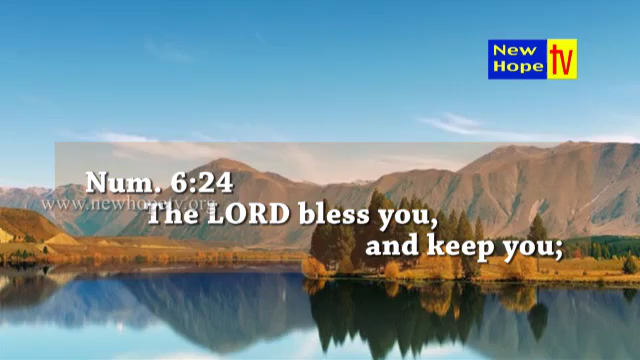 New
Hope tv
Num. 6:24
www.newhopetv.org
The LORD bless you,
and keep you;